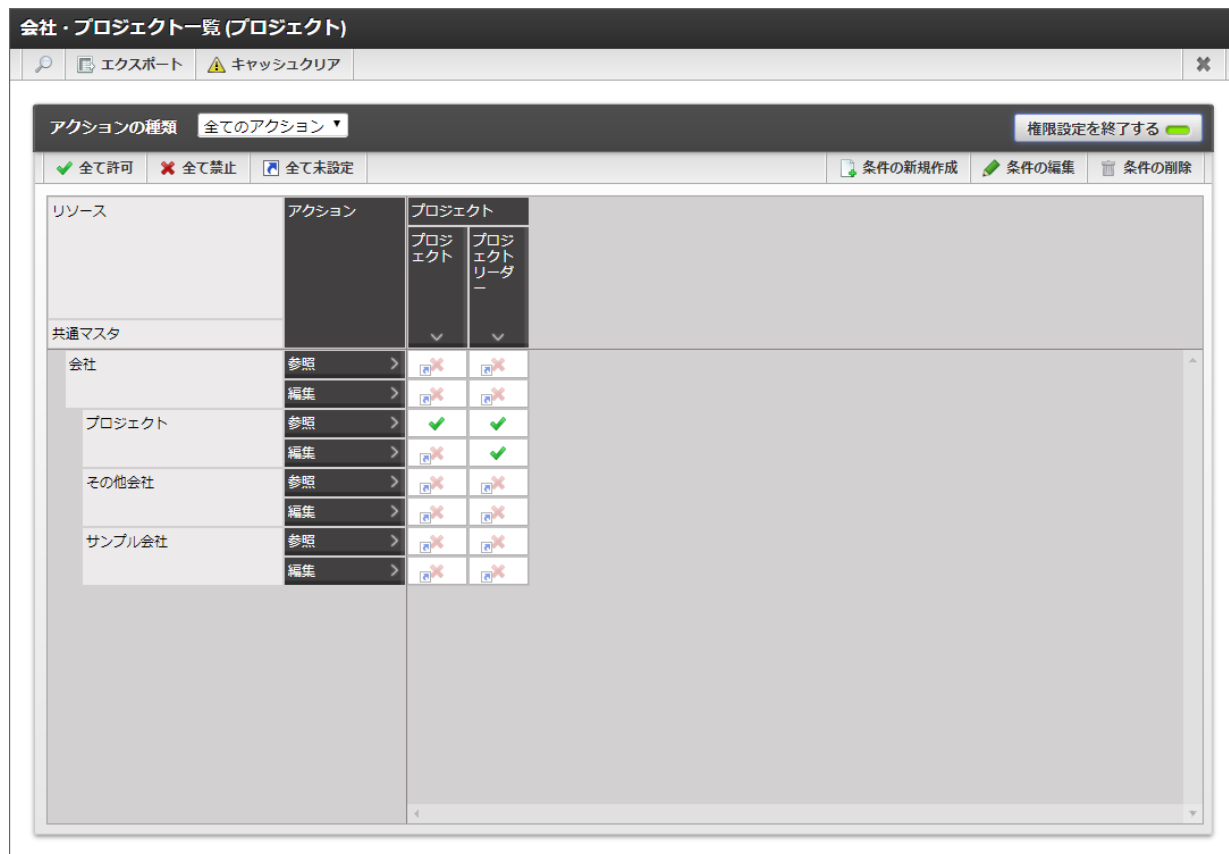 会社・プロジェクト一覧 (プロジェクト)
エクスポート キャッシュクリア
アクションの種類 全てのアクション 権限設定を終了する
全て許可 全て禁止 全て未設定 条件の新規作成 条件の編集 条件の削除
リソース アクション プロジェクト
プロジ プロジ
ェクト ェクト
リーダ
ー
共通マスタ
会社 参照
編集
プロジェクト 参照
編集
その他会社 参照
編集
サンプル会社 参照
編集